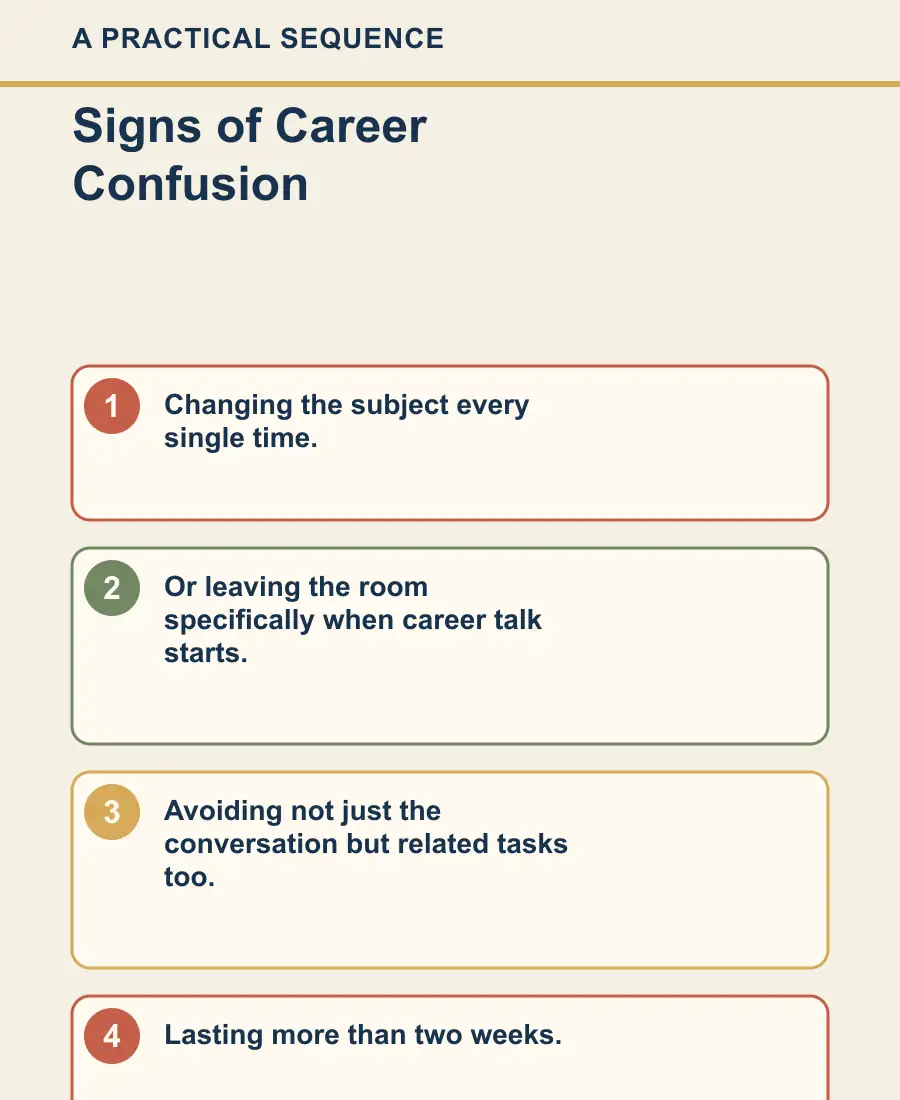 A PRACTICAL SEQUENCE
Signs of Career
Confusion
1
Changing the subject every
single time.
2
Or leaving the room
specifically when career talk
starts.
3
Avoiding not just the
conversation but related tasks
too.
4
Lasting more than two weeks.